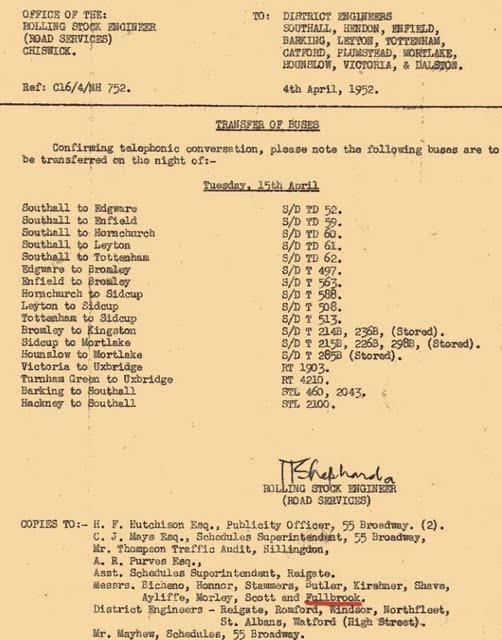 OFFICE OF THE:
ROLLING STOCK ENGINEER
(ROAD SERVICES)
CHISWICK.
Ref: C16/4/NH 752.
TO: DISTRICT ENGINEERS
SOUTHALL, HENDON, ENFIELD,
BARKING, LEYTON, TOTTENHAM,
CATFORD, PLUMSTEAD, MORTLAKE,
HOUNSLOW, VICTORIA, & DALSTON.
4th April, 1952.
TRANSFER OF BUSES
Confirming telephonic conversation, please note the following buses are to
be transferred on the night of:-
Tuesday, 15th April
Southall to Edgware S/D TD 52.
Southall to Enfield S/D TD 59.
Southall to Hornchurch S/D TD 60.
Southall to Leyton S/D TD 61.
Southall to Tottenham S/D TD 62.
Edgware to Bromley S/D T 497.
Enfield to Bromley S/D T 563.
Hornchurch to Sidcup S/D T 588.
Leyton to Sidcup S/D T 508.
Tottenham to Sidcup S/D T 513.
Bromley to Kingston S/D T 214B, 236B, (Stored).
Sidcup to Mortlake S/D T 215B, 226B, 298B, (Stored).
Hounslow to Mortlake S/D T 285B (Stored).
Victoria to Uxbridge RT 1903.
Turnham Green to Uxbridge RT 4210.
Barking to Southall STL 460, 2043.
Hackney to Southall STL 2100.
ROLLING STOCK ENGINEER
(ROAD SERVICES)
COPIES TO:- H. F. Hutchison Esq., Publicity Officer, 55 Broadway. (2).
C. J. Mays Esq., Schedules Superintendent, 55 Broadway,
Mr. Thompson Traffic Audit, Hillingdon,
A. R. Purves Esq.,
Asst. Schedules Superintendent, Reigate.
Messrs. Bicheno, Honnor, Stammers, Butler, Kirshner, Shave,
Ayliffe, Morley, Scott and Fullbrook.
District Engineers - Reigate, Romford, Windsor, Northfleet,
St. Albans, Watford (High Street).
Mr. Mayhew, Schedules, 55 Broadway.